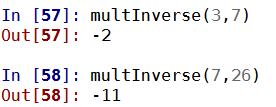 In [57]: multInverse(3,7)
Out[57]: -2
In [58]: multInverse(7,26)
Out[58]: -11